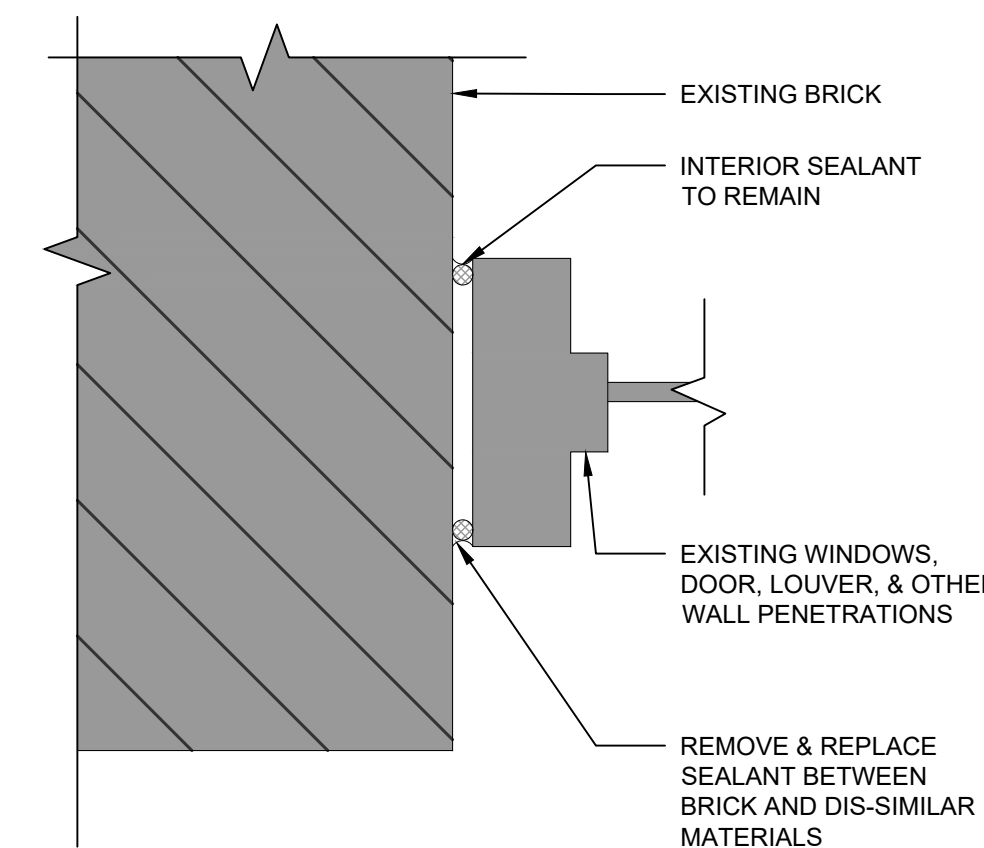 EXISTING BRICK
INTERIOR SEALANT
TO REMAIN
EXISTING WINDOWS,
DOOR, LOUVER, & OTHER
WALL PENETRATIONS
REMOVE & REPLACE
SEALANT BETWEEN
BRICK AND DIS-SIMILAR
MATERIALS